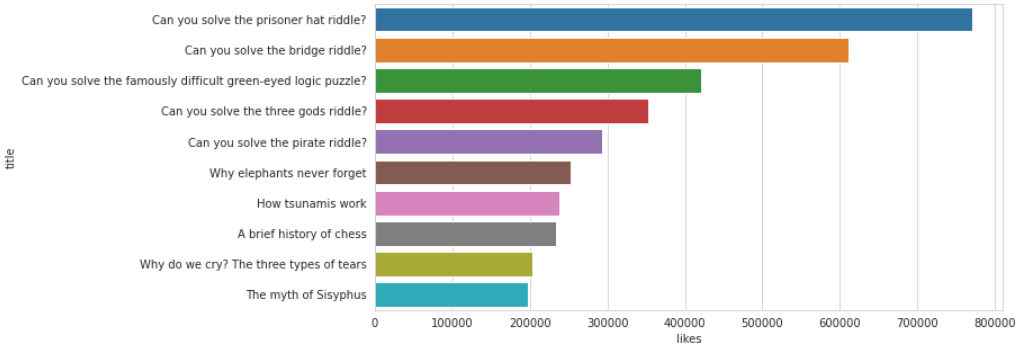 Can you solve the prisoner hat riddle?
Can you solve the bridge riddle?
Can you solve the famously difficult green-eyed logic puzzle?
Can you solve the three gods riddle?
Can you solve the pirate riddle?
title
Why elephants never forget
How tsunamis work
A brief history of chess
Why do we cry? The three types of tears
The myth of Sisyphus
0 100000 200000 300000 400000 500000 600000 700000 800000
likes